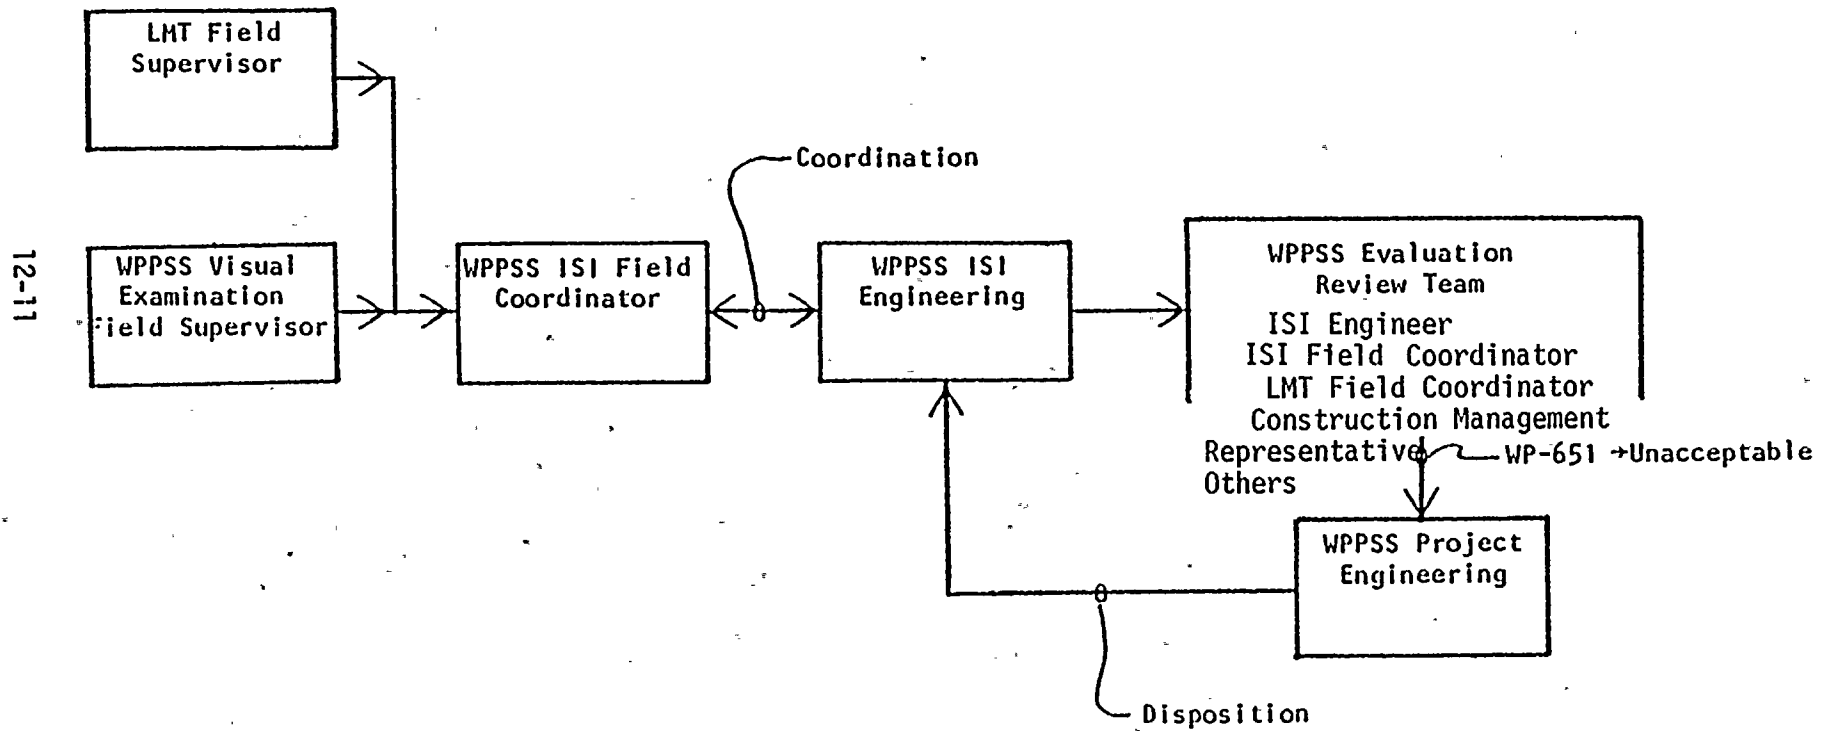 LMT Field
Supervisor
Coordination
12-11
WPPSS Visual
Examination
Field Supervisor
WPPSS ISI Field
Coordinator
WPPSS ISI
Engineering
WPPSS Evaluation
Review Team
ISI Engineer
ISI Field Coordinator
LMT Field Coordinator
Construction Management
Representative
WP-651 →Unacceptable
Others
WPPSS Project
Engineering
Disposition